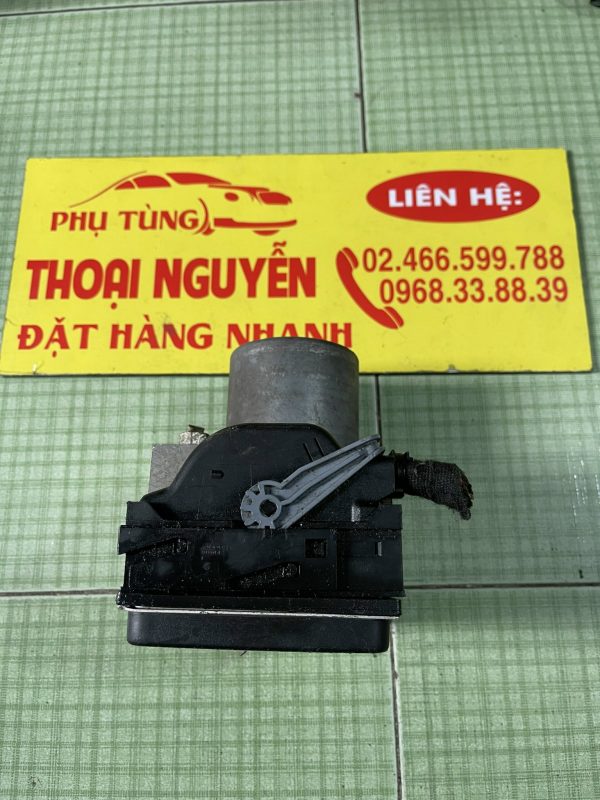 PHỤ TÙNG
THOẠI NGUYỄN
ĐẶT HÀNG NHANH
LIÊN HỆ:
02.466.599.788
0968.33.88.39